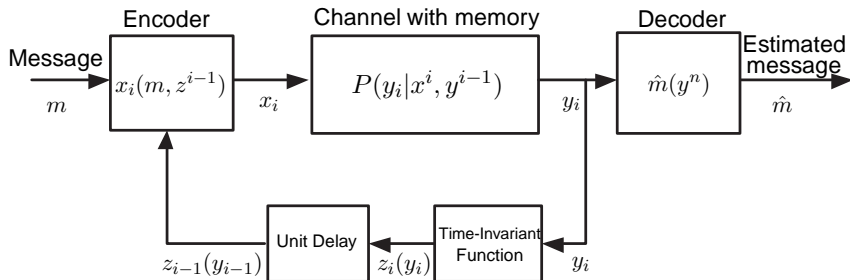 Encoder
Channel with memory
Decoder
Message
m
x_i(m, z^{i−1})
x_i
P(y_i|x^i, y^{i−1})
y_i
m̂(y^n)
Estimated
message
m̂
z_{i−1}(y_{i−1})
Unit Delay
z_i(y_i)
Time-Invariant
Function
y_i